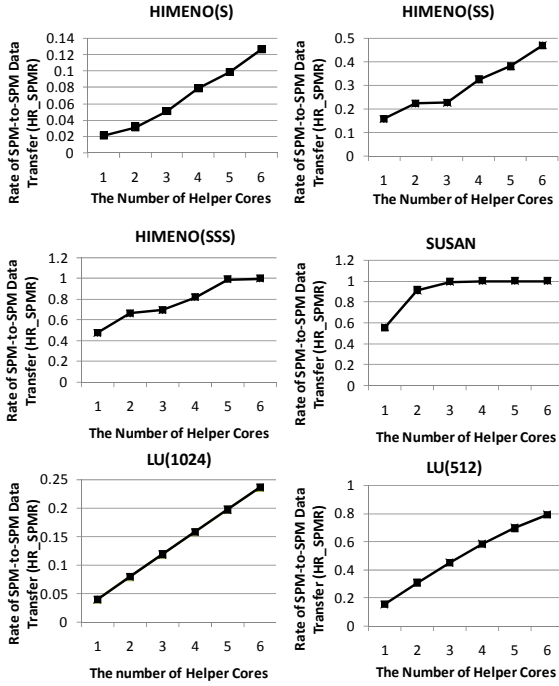 HIMENO(S)
Rate of SPM-to-SPM Data
Transfer (HR_SPMR)
0.14
0.12
0.1
0.08
0.06
0.04
0.02
0
1 2 3 4 5 6
The Number of Helper Cores
HIMENO(SS)
Rate of SPM-to-SPM Data
Transfer (HR_SPMR)
0.5
0.4
0.3
0.2
0.1
0
1 2 3 4 5 6
The Number of Helper Cores
HIMENO(SSS)
Rate of SPM-to-SPM Data
Transfer (HR_SPMR)
1.2
1
0.8
0.6
0.4
0.2
0
1 2 3 4 5 6
The Number of Helper Cores
SUSAN
Rate of SPM-to-SPM Data
Transfer (HR_SPMR)
1.2
1
0.8
0.6
0.4
0.2
0
1 2 3 4 5 6
The Number of Helper Cores
LU(1024)
Rate of SPM-to-SPM Data
Transfer (HR_SPMR)
0.25
0.2
0.15
0.1
0.05
0
1 2 3 4 5 6
The number of Helper Cores
LU(512)
Rate of SPM-to-SPM Data
Transfer (HR_SPMR)
1
0.8
0.6
0.4
0.2
0
1 2 3 4 5 6
The Number of Helper Cores